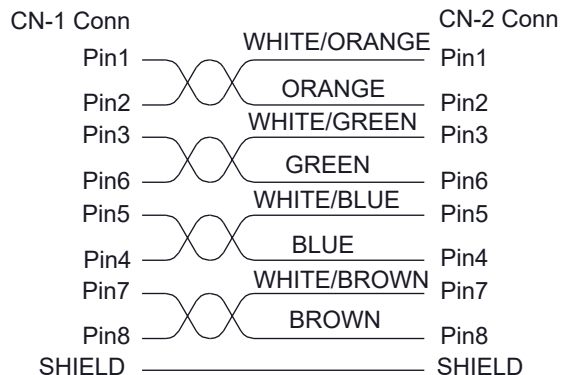 CN-1 Conn
CN-2 Conn
Pin1 WHITE/ORANGE Pin1
Pin2 ORANGE Pin2
Pin3 WHITE/GREEN Pin3
Pin6 GREEN Pin6
Pin5 WHITE/BLUE Pin5
Pin4 BLUE Pin4
Pin7 WHITE/BROWN Pin7
Pin8 BROWN Pin8
SHIELD SHIELD